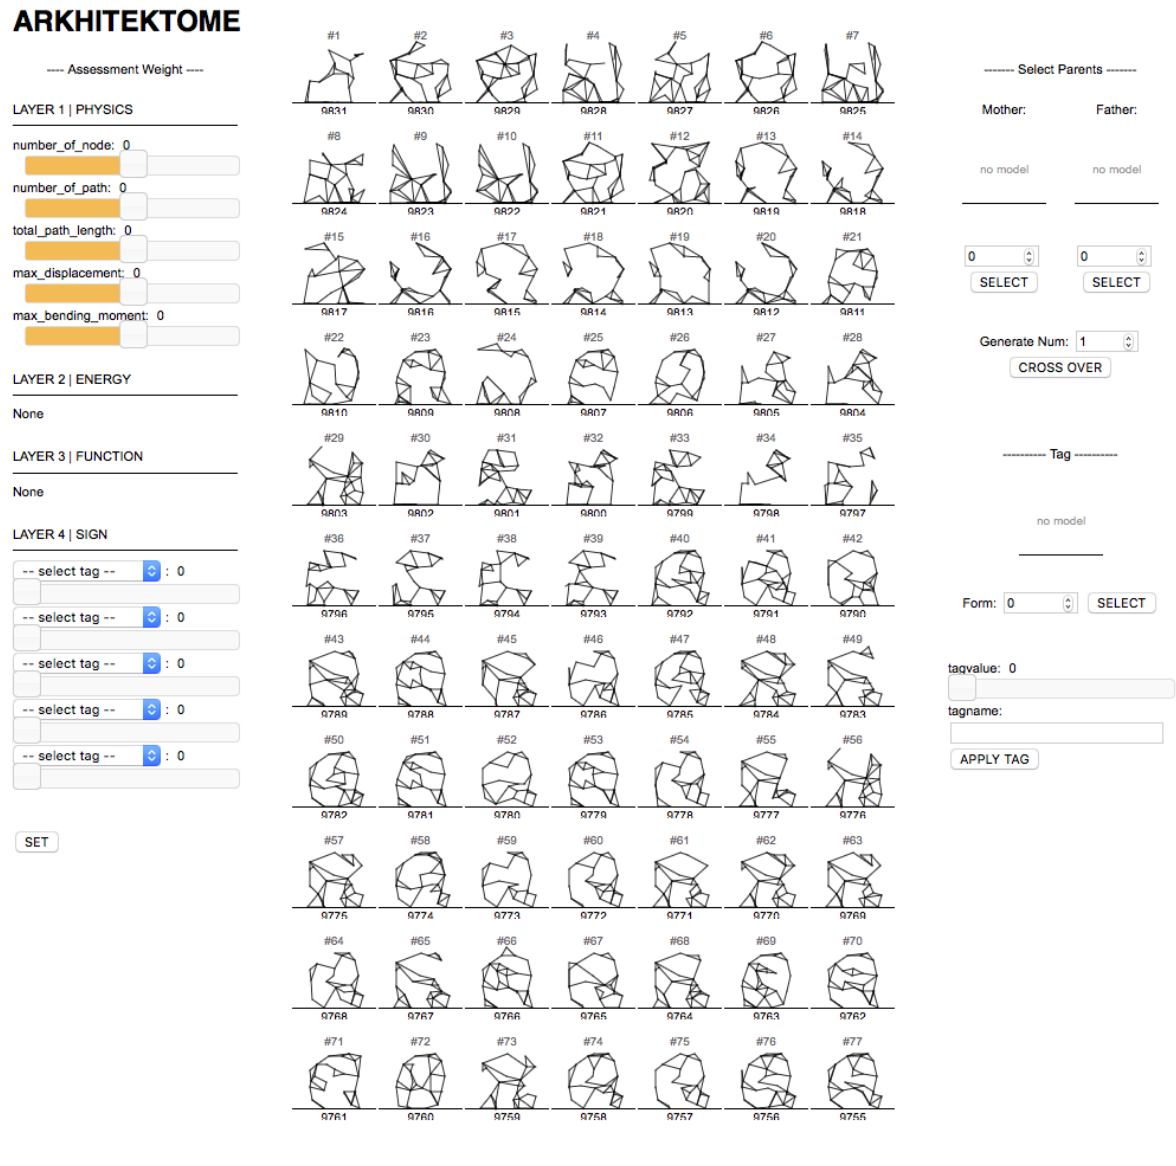 ARKHITEKTOME
---- Assessment Weight ----
LAYER 1 | PHYSICS
number_of_node: 0
number_of_path: 0
total_path_length: 0
max_displacement: 0
max_bending_moment: 0
LAYER 2 | ENERGY
None
LAYER 3 | FUNCTION
None
LAYER 4 | SIGN
-- select tag -- : 0
-- select tag -- : 0
-- select tag -- : 0
-- select tag -- : 0
-- select tag -- : 0
SET
#1 #2 #3 #4 #5 #6 #7
9831 9830 9829 9828 9827 9826 9825
#8 #9 #10 #11 #12 #13 #14
9824 9823 9822 9821 9820 9819 9818
#15 #16 #17 #18 #19 #20 #21
9817 9816 9815 9814 9813 9812 9811
#22 #23 #24 #25 #26 #27 #28
9810 9809 9808 9807 9806 9805 9804
#29 #30 #31 #32 #33 #34 #35
9803 9802 9801 9800 9799 9798 9797
#36 #37 #38 #39 #40 #41 #42
9796 9795 9794 9793 9792 9791 9790
#43 #44 #45 #46 #47 #48 #49
9789 9788 9787 9786 9785 9784 9783
#50 #51 #52 #53 #54 #55 #56
9782 9781 9780 9779 9778 9777 9776
#57 #58 #59 #60 #61 #62 #63
9775 9774 9773 9772 9771 9770 9769
#64 #65 #66 #67 #68 #69 #70
9768 9767 9766 9765 9764 9763 9762
#71 #72 #73 #74 #75 #76 #77
9761 9760 9759 9758 9757 9756 9755
------- Select Parents -------
Mother: Father:
no model no model
0 0
SELECT SELECT
Generate Num: 1
CROSS OVER
---------- Tag ----------
no model
Form: 0 SELECT
tagvalue: 0
tagname:
APPLY TAG